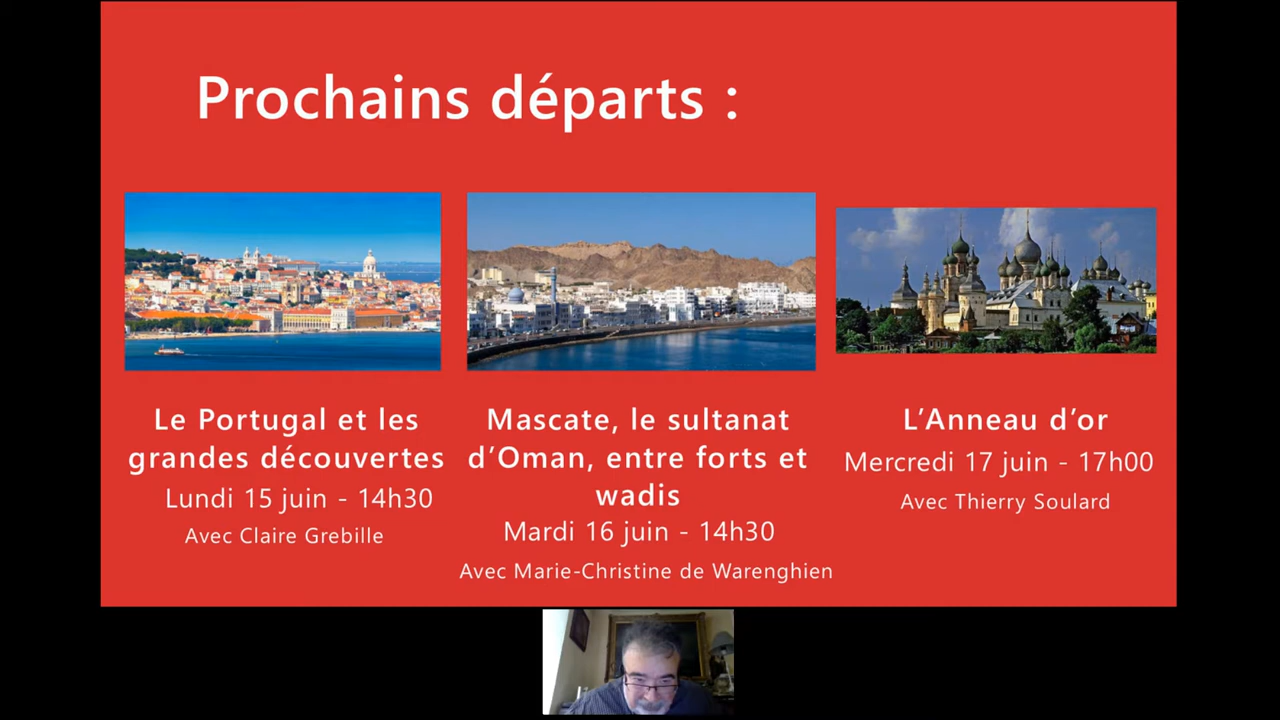 Prochains départs :
Le Portugal et les
grandes découvertes
Lundi 15 juin - 14h30
Avec Claire Grebille
Mascate, le sultanat
d’Oman, entre forts et
wadis
Mardi 16 juin - 14h30
Avec Marie-Christine de Warenghien
L’Anneau d’or
Mercredi 17 juin - 17h00
Avec Thierry Soulard